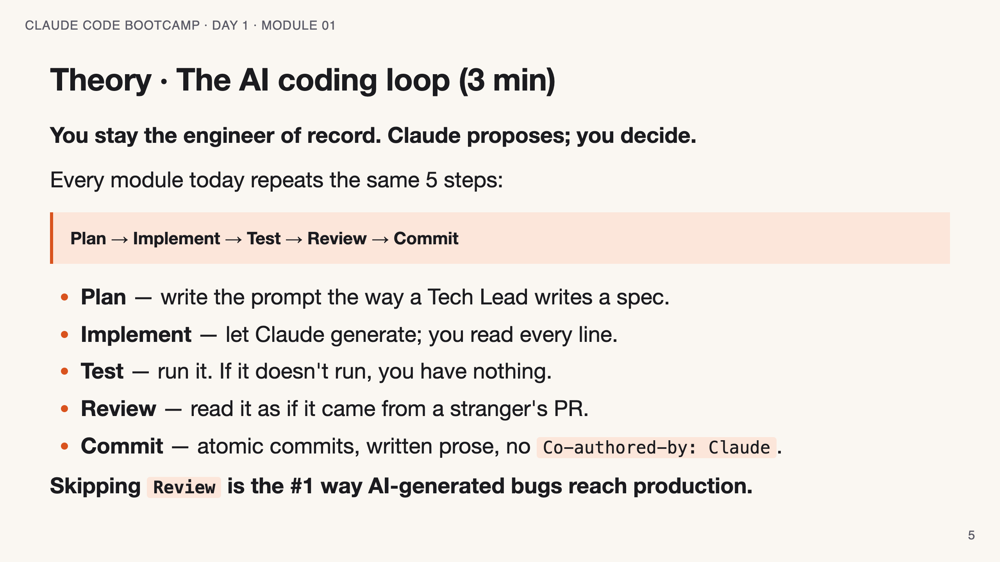 CLAUDE CODE BOOTCAMP · DAY 1 · MODULE 01
Theory · The AI coding loop (3 min)
You stay the engineer of record. Claude proposes; you decide.
Every module today repeats the same 5 steps:
Plan → Implement → Test → Review → Commit
• Plan — write the prompt the way a Tech Lead writes a spec.
• Implement — let Claude generate; you read every line.
• Test — run it. If it doesn't run, you have nothing.
• Review — read it as if it came from a stranger's PR.
• Commit — atomic commits, written prose, no Co-authored-by: Claude.
Skipping Review is the #1 way AI-generated bugs reach production.
5